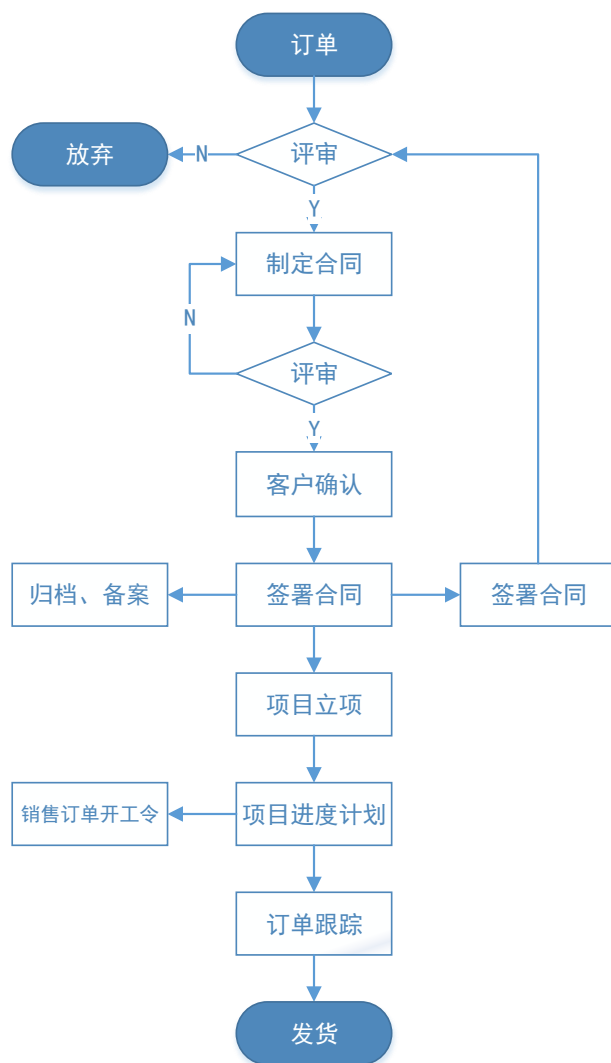 订单
放弃
N
评审
Y
制定合同
N
评审
Y
客户确认
归档、备案
签署合同
签署合同
项目立项
销售订单开工令
项目进度计划
订单跟踪
发货